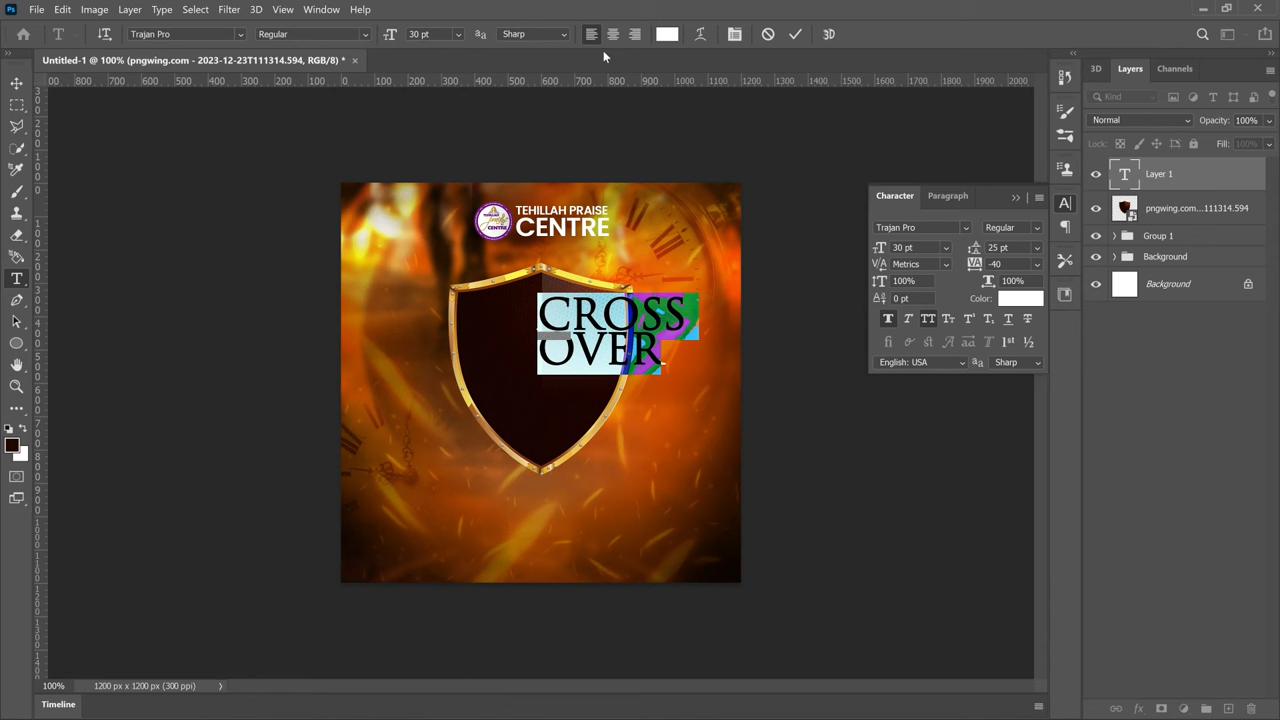 Ps File Edit Image Layer Type Select Filter 3D View Window Help
Trajan Pro Regular 30 pt Sharp 3D
Untitled-1 @ 100% (pngwing.com - 2023-12-23T111314.594, RGB/8) * ×
3D Layers Channels
Kind
Normal Opacity: 100%
Lock: Fill: 100%
Layer 1
pngwing.com...111314.594
Group 1
Background
Background
Character Paragraph
Trajan Pro Regular
30 pt 25 pt
Metrics -40
100% 100%
0 pt Color:
English: USA Sharp
TEHILLAH PRAISE
CENTRE
CROSS
OVER
100% 1200 px x 1200 px (300 ppi)
Timeline